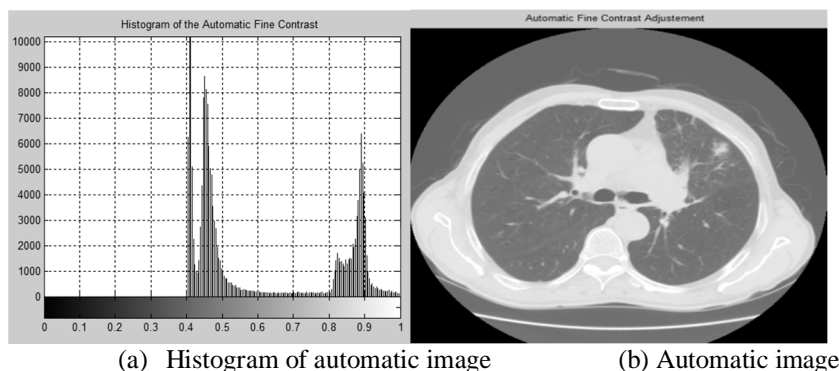 Histogram of the Automatic Fine Contrast
10000
9000
8000
7000
6000
5000
4000
3000
2000
1000
0
0 0.1 0.2 0.3 0.4 0.5 0.6 0.7 0.8 0.9 1
Automatic Fine Contrast Adjustement
(a) Histogram of automatic image
(b) Automatic image